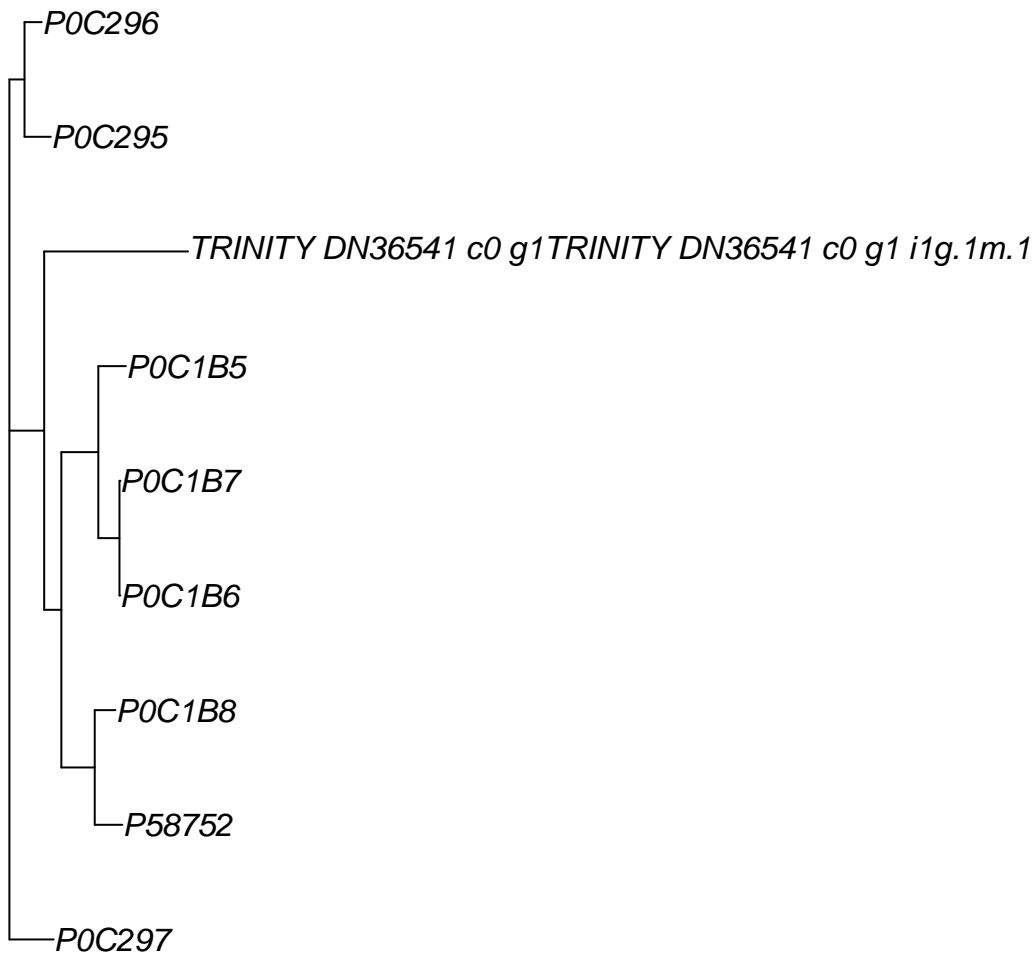 P0C296
P0C295
TRINITY DN36541 c0 g1TRINITY DN36541 c0 g1 i1g.1m.1
P0C1B5
P0C1B7
P0C1B6
P0C1B8
P58752
P0C297